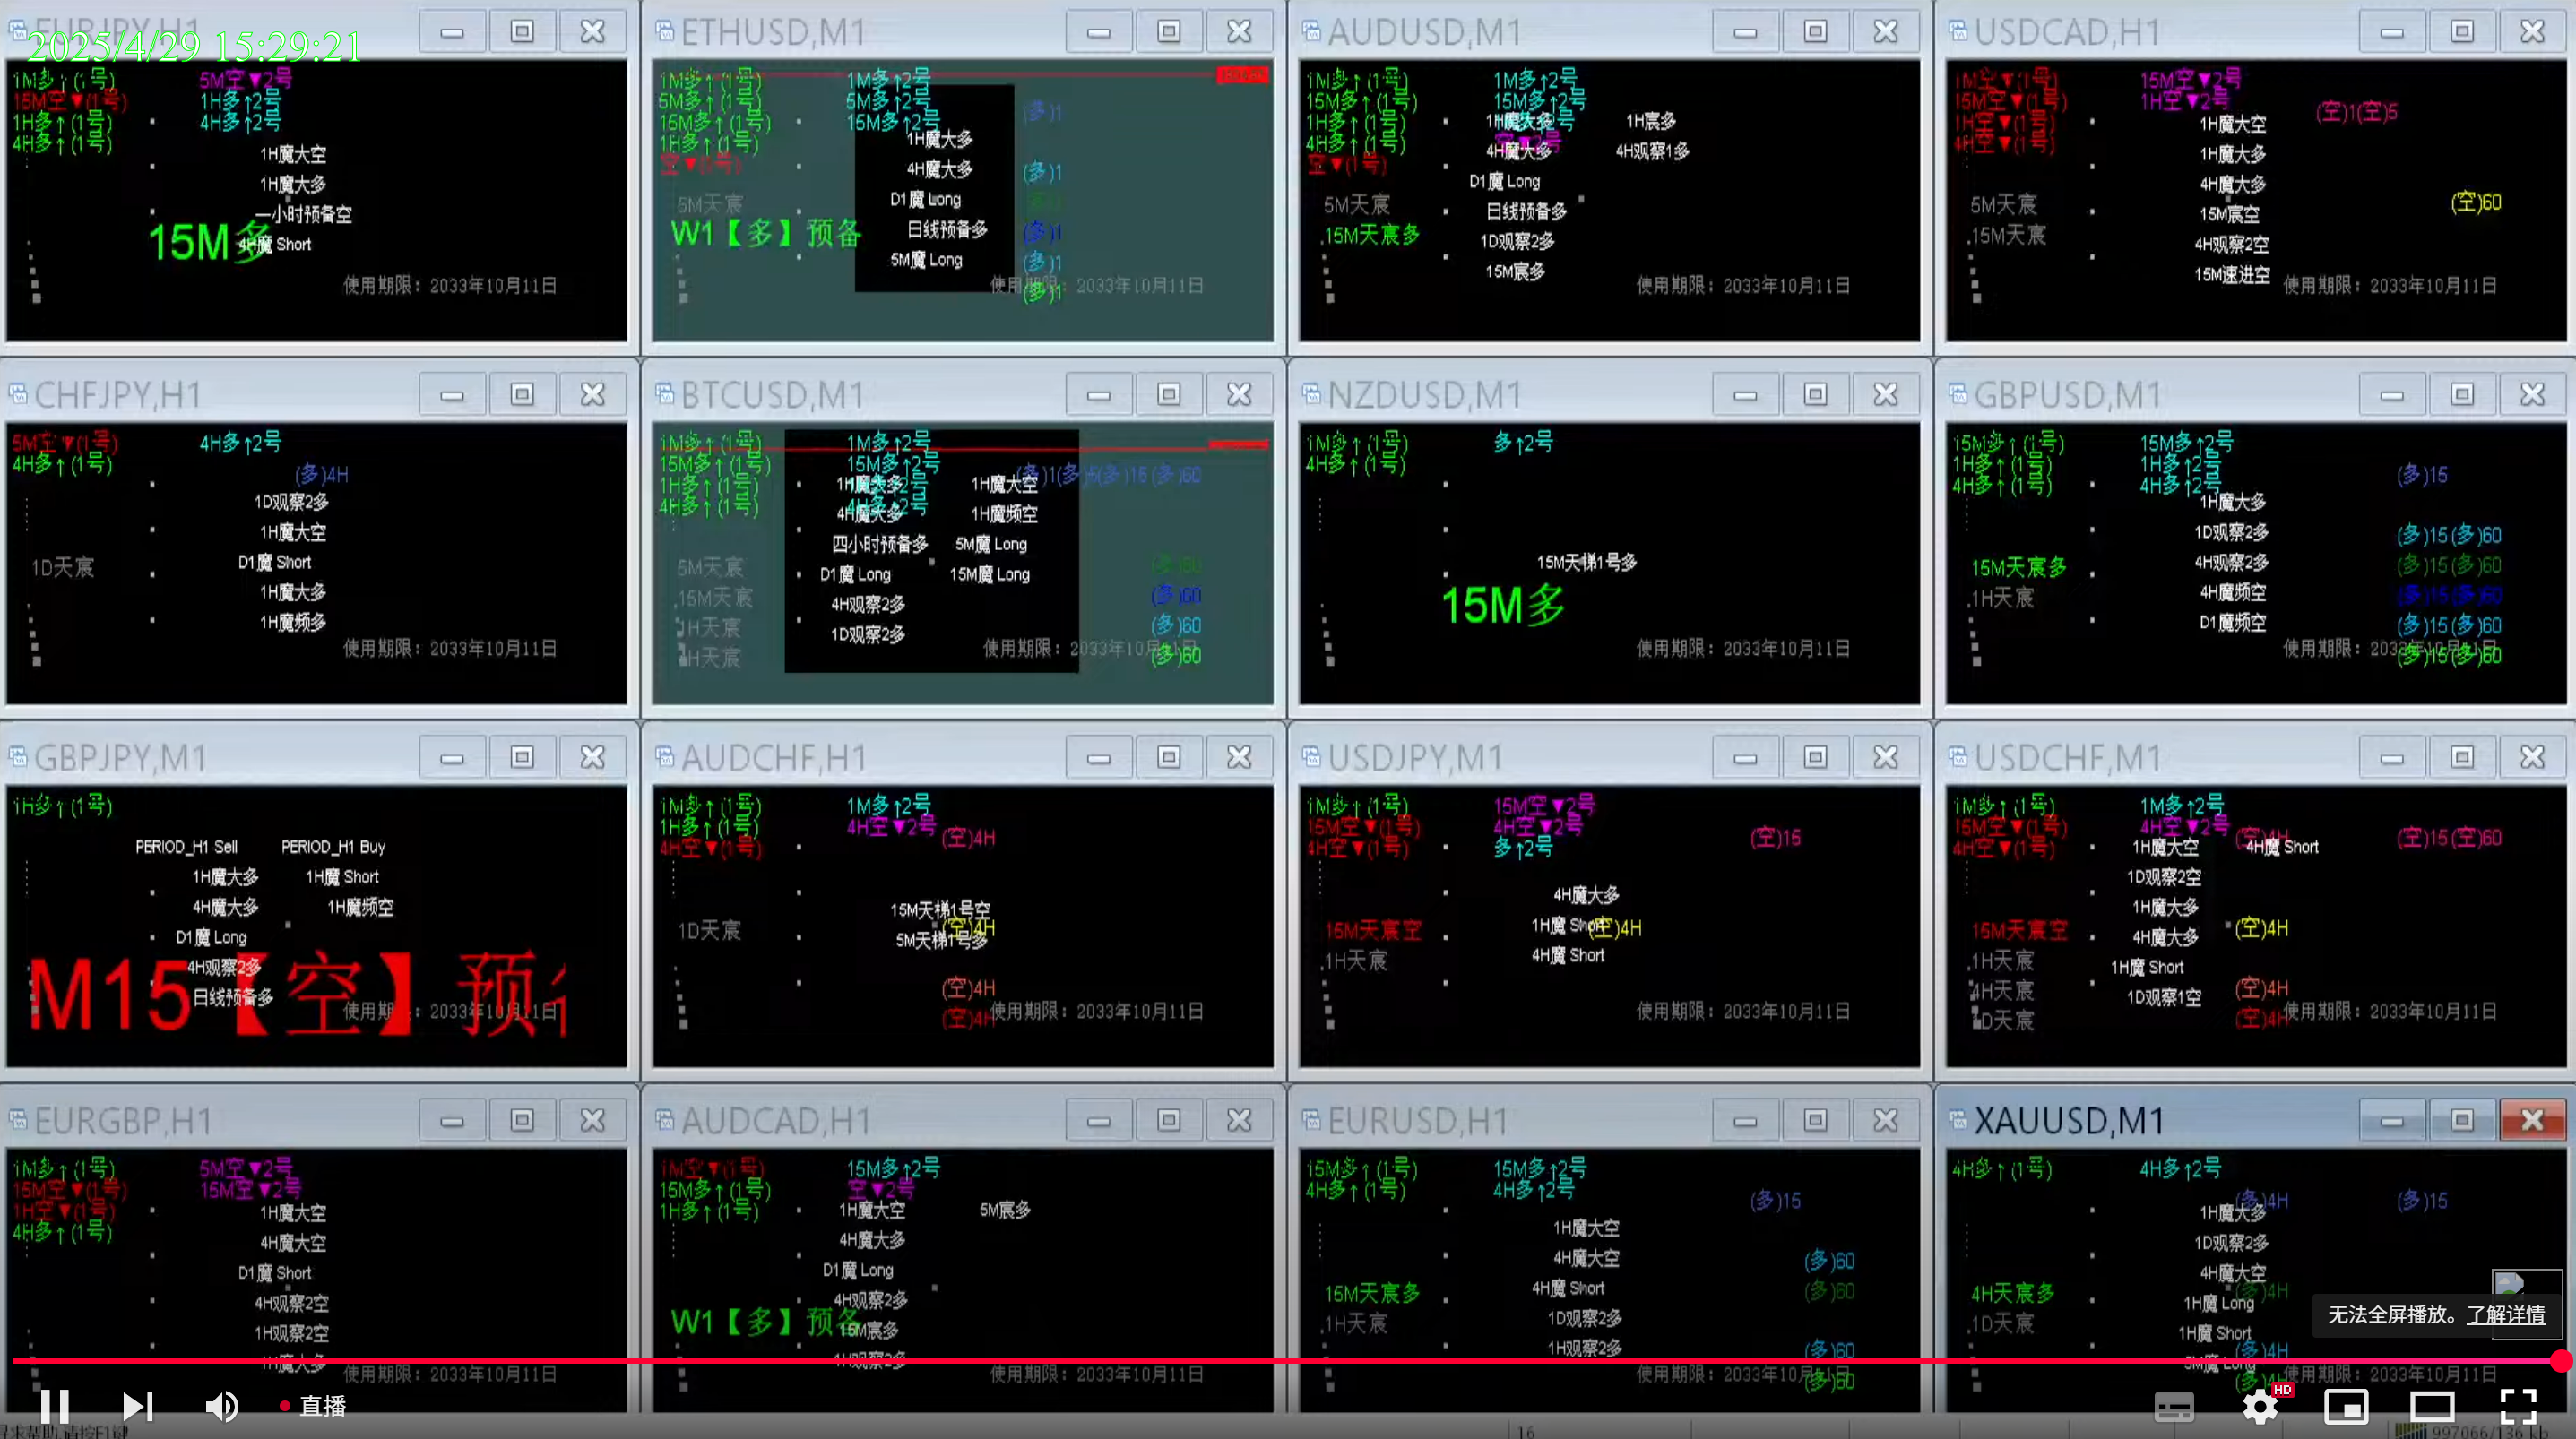 2025/4/29 15:29:21
EURJPY,H1
1M多↑(1号)
5M空▼2号
15M空▼(1号)
1H多↑2号
1H多↑(1号)
4H多↑2号
4H多↑(1号)
1H魔大空
1H魔大多
一小时预备空
15M多
4H魔 Short
使用期限：2033年10月11日
ETHUSD,M1
1M多↑(1号)
1M多↑2号
5M多↑(1号)
5M多↑2号
(多)1
15M多↑(1号)
15M多↑2号
1H多↑(1号)
1H魔大多
空▼(1号)
4H魔大多
(多)1
5M天宸
D1魔 Long
W1【多】预备
日线预备多
(多)1
5M魔 Long
(多)1
使用期限：2033年10月11日
(多)1
AUDUSD,M1
1M多↑(1号)
1M多↑2号
15M多↑(1号)
15M多↑2号
1H多↑(1号)
1H魔大多
1H宸多
4H多↑(1号)
空▼2号
4H魔大多
4H观察1多
空▼(1号)
D1魔 Long
5M天宸
日线预备多
15M天宸多
1D观察2多
15M宸多
使用期限：2033年10月11日
USDCAD,H1
1M空▼(1号)
15M空▼2号
15M空▼(1号)
1H空▼2号
(空)1(空)5
1H空▼(1号)
1H魔大空
4H空▼(1号)
1H魔大多
4H魔大多
5M天宸
(空)60
15M宸空
15M天宸
4H观察2空
15M速进空
使用期限：2033年10月11日
CHFJPY,H1
5M空▼(1号)
4H多↑2号
4H多↑(1号)
(多)4H
1D观察2多
1H魔大空
1D天宸
D1魔 Short
1H魔大多
1H魔频多
使用期限：2033年10月11日
BTCUSD,M1
1M多↑(1号)
1M多↑2号
15M多↑(1号)
15M多↑2号
(多)1(多)5(多)15(多)60
1H多↑(1号)
1H魔大多
1H魔大空
4H多↑(1号)
4H多↑2号
4H魔大多
1H魔频空
四小时预备多
5M魔 Long
5M天宸
(多)60
D1魔 Long
15M魔 Long
15M天宸
(多)60
4H观察2多
1H天宸
(多)60
1D观察2多
4H天宸
使用期限：2033年10月11日
(多)60
NZDUSD,M1
1M多↑(1号)
多↑2号
4H多↑(1号)
15M天梯1号多
15M多
使用期限：2033年10月11日
GBPUSD,M1
15M多↑(1号)
15M多↑2号
1H多↑(1号)
1H多↑2号
(多)15
4H多↑(1号)
4H多↑2号
1H魔大多
1D观察2多
(多)15(多)60
15M天宸多
4H观察2多
(多)15(多)60
1H天宸
4H魔频空
(多)15(多)60
D1魔频空
(多)15(多)60
使用期限：2033年10月11日
(多)15(多)60
GBPJPY,M1
1H多↑(1号)
PERIOD_H1 Sell
PERIOD_H1 Buy
1H魔大多
1H魔 Short
4H魔大多
1H魔频空
D1魔 Long
4H观察2多
M15【空】预
日线预备多
使用期限：2033年10月11日
AUDCHF,H1
1M多↑(1号)
1M多↑2号
1H多↑(1号)
4H空▼2号
(空)4H
4H空▼(1号)
15M天梯1号空
1D天宸
(空)4H
5M天梯1号多
(空)4H
(空)4H
使用期限：2033年10月11日
USDJPY,M1
1M多↑(1号)
15M空▼2号
15M空▼(1号)
4H空▼2号
(空)15
4H空▼(1号)
多↑2号
4H魔大多
15M天宸空
1H魔 Short
(空)4H
1H天宸
4H魔 Short
使用期限：2033年10月11日
USDCHF,M1
1M多↑(1号)
1M多↑2号
15M空▼(1号)
4H空▼2号
(空)4H
(空)15(空)60
4H空▼(1号)
1H魔大空
4H魔 Short
1D观察2空
1H魔大多
15M天宸空
4H魔大多
(空)4H
1H天宸
1H魔 Short
4H天宸
1D观察1空
(空)4H
1D天宸
(空)4H
使用期限：2033年10月11日
EURGBP,H1
1M多↑(1号)
5M空▼2号
15M空▼(1号)
15M空▼2号
1H空▼(1号)
1H魔大空
4H多↑(1号)
4H魔大空
D1魔 Short
4H观察2空
1H观察2空
1H魔大多
使用期限：2033年10月11日
AUDCAD,H1
1M空▼(1号)
15M多↑2号
15M多↑(1号)
空▼2号
1H多↑(1号)
1H魔大空
5M宸多
4H魔大多
D1魔 Long
4H观察2多
W1【多】预备
15M宸多
1H观察2多
使用期限：2033年10月11日
EURUSD,H1
15M多↑(1号)
15M多↑2号
4H多↑(1号)
4H多↑2号
(多)15
1H魔大空
4H魔大空
(多)60
15M天宸多
4H魔 Short
(多)60
1H天宸
1D观察2多
1H观察2多
(多)60
使用期限：2033年10月11日
(多)60
XAUUSD,M1
4H多↑(1号)
4H多↑2号
(多)4H
(多)15
1H魔大多
1D观察2多
4H魔大空
4H天宸多
(多)4H
1H魔 Long
1D天宸
1H魔 Short
(多)4H
5M魔 Long
使用期限：2033年10月11日
(多)4H
无法全屏播放。了解详情
直播
HD
16
997066/136 kb